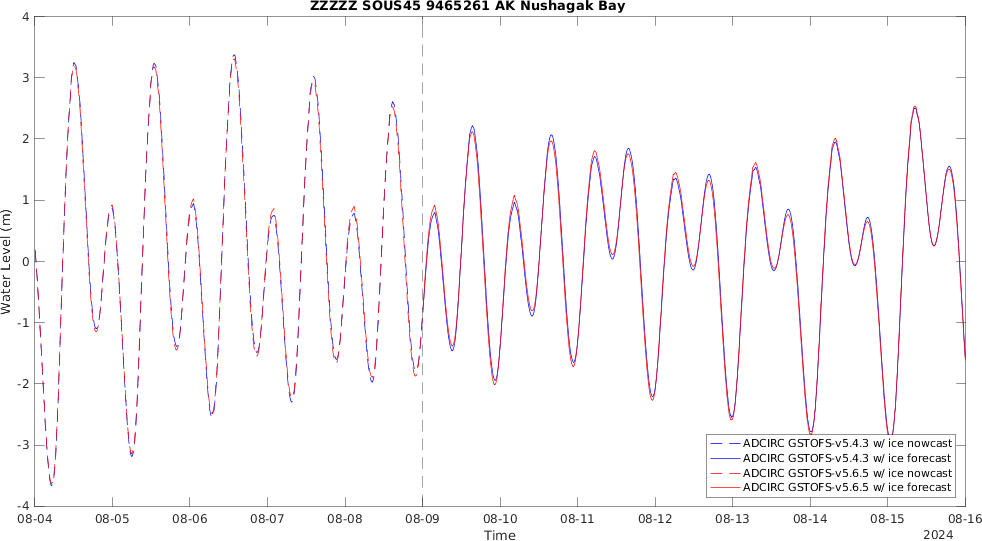 ZZZZZ SOUS45 9465261 AK Nushagak Bay
4
3
2
1
0
-1
-2
-3
-4
Water Level (m)
ADCIRC GSTOFS-v5.4.3 w/ ice nowcast
ADCIRC GSTOFS-v5.4.3 w/ ice forecast
ADCIRC GSTOFS-v5.6.5 w/ ice nowcast
ADCIRC GSTOFS-v5.6.5 w/ ice forecast
08-04 08-05 08-06 08-07 08-08 08-09 08-10 08-11 08-12 08-13 08-14 08-15 08-16
Time
2024